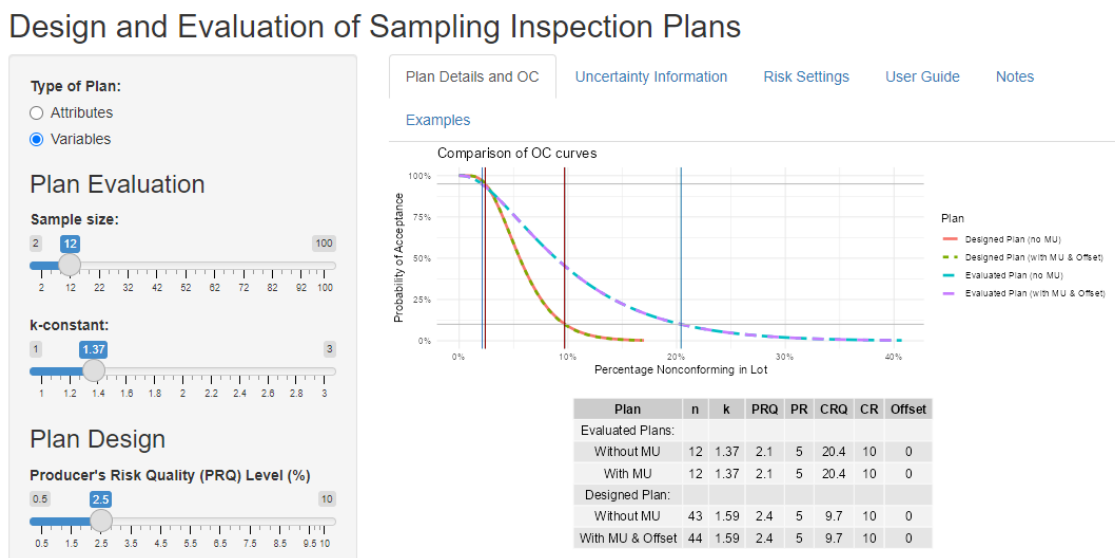 Design and Evaluation of Sampling Inspection Plans
Type of Plan:
Attributes
Variables
Plan Evaluation
Sample size:
2 12 100
2 12 22 32 42 52 62 72 82 92 100
k-constant:
1 1.37 3
1 1.2 1.4 1.6 1.8 2 2.2 2.4 2.6 2.8 3
Plan Design
Producer's Risk Quality (PRQ) Level (%)
0.5 2.5 10
0.5 1.5 2.5 3.5 4.5 5.5 6.5 7.5 8.5 9.5 10
Plan Details and OC Uncertainty Information Risk Settings User Guide Notes
Examples
Comparison of OC curves
Probability of Acceptance
100%
75%
50%
25%
0%
0% 10% 20% 30% 40%
Percentage Nonconforming in Lot
Plan
Designed Plan (no MU)
Designed Plan (with MU & Offset)
Evaluated Plan (no MU)
Evaluated Plan (with MU & Offset)
Plan n k PRQ PR CRQ CR Offset
Evaluated Plans:
Without MU 12 1.37 2.1 5 20.4 10 0
With MU 12 1.37 2.1 5 20.4 10 0
Designed Plan:
Without MU 43 1.59 2.4 5 9.7 10 0
With MU & Offset 44 1.59 2.4 5 9.7 10 0